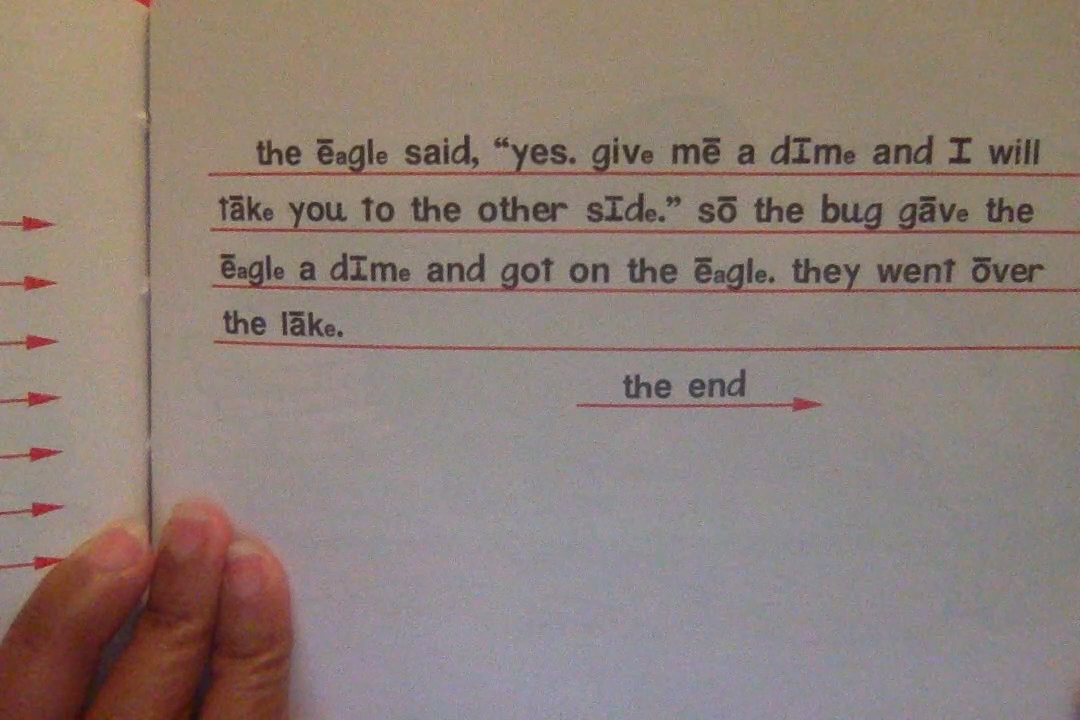 the ēagle said, “yes. give mē a dīme and I will
tāke you to the other sīde.” sō the bug gāve the
ēagle a dīme and got on the ēagle. they went ōver
the lāke.
the end